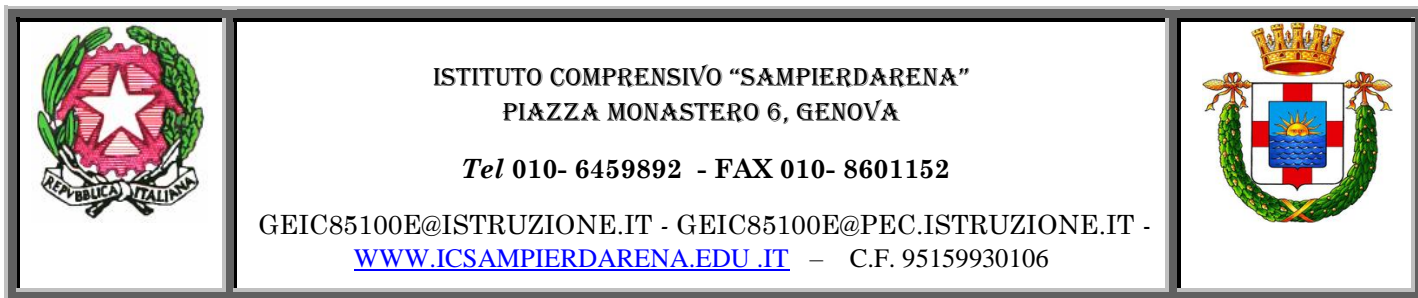 ISTITUTO COMPRENSIVO “SAMPIERDARENA”
PIAZZA MONASTERO 6, GENOVA
Tel 010- 6459892 - FAX 010- 8601152
GEIC85100E@ISTRUZIONE.IT - GEIC85100E@PEC.ISTRUZIONE.IT -
WWW.ICSAMPIERDARENA.EDU .IT – C.F. 95159930106
REPVBBLICA ITALIANA